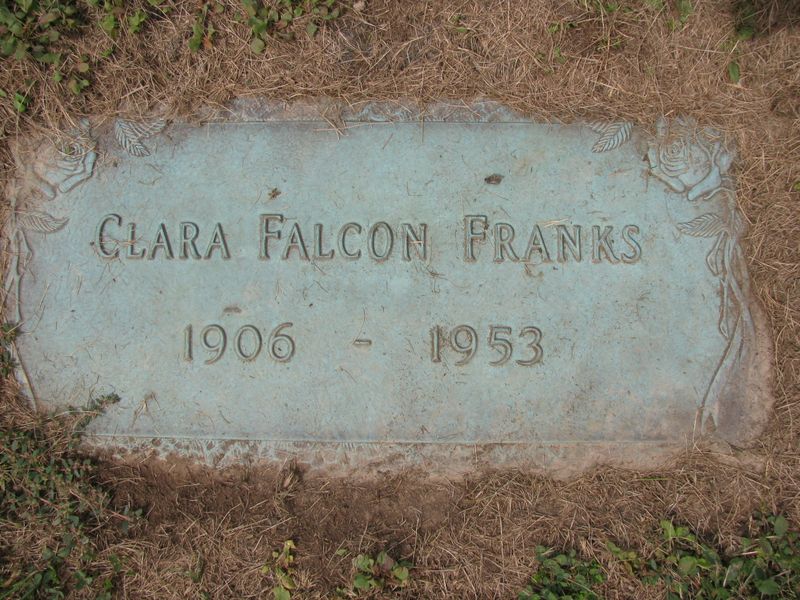 CLARA FALCON FRANKS
1906 - 1953